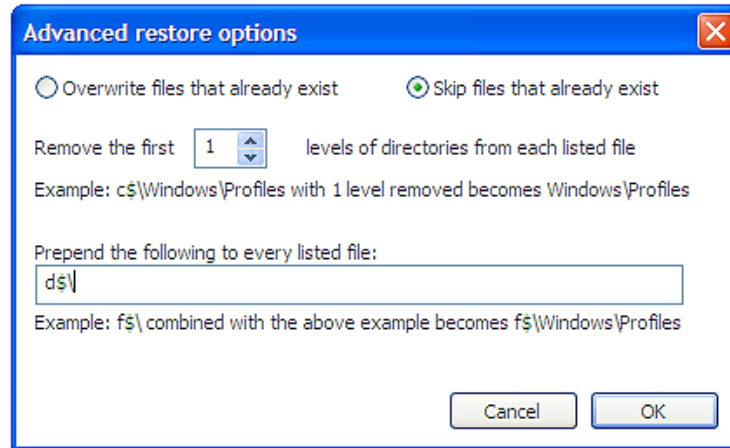 Advanced restore options
Overwrite files that already exist Skip files that already exist
Remove the first 1 levels of directories from each listed file
Example: c$\Windows\Profiles with 1 level removed becomes Windows\Profiles
Prepend the following to every listed file:
d$\
Example: f$\ combined with the above example becomes f$\Windows\Profiles
Cancel OK